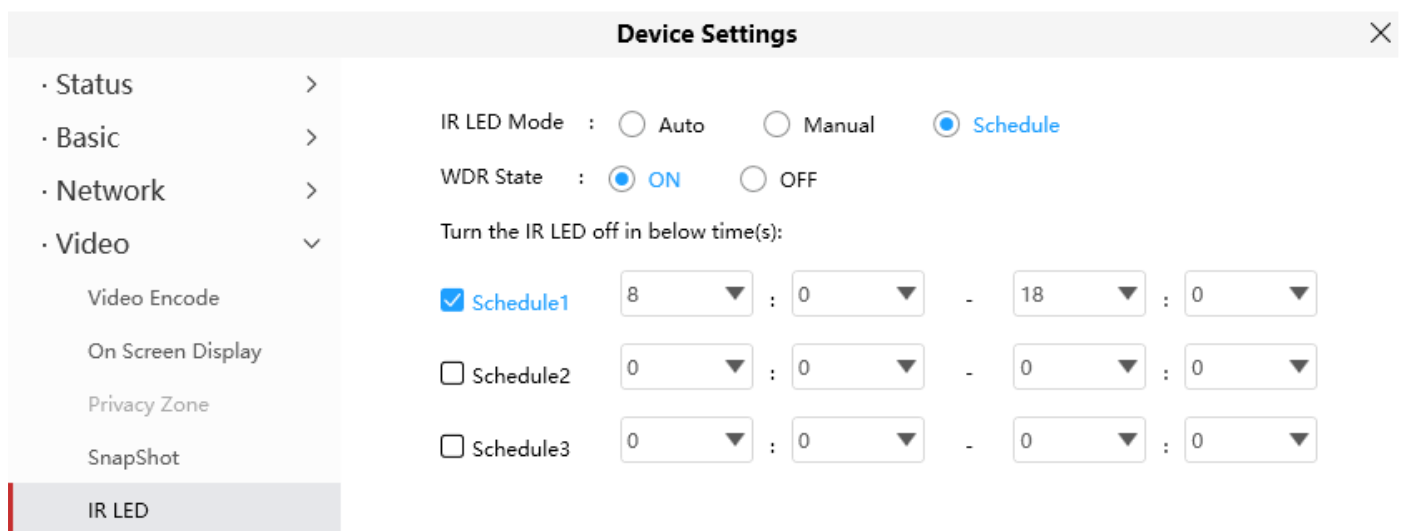 Device Settings
· Status
· Basic
· Network
· Video
Video Encode
On Screen Display
Privacy Zone
SnapShot
IR LED
IR LED Mode : Auto Manual Schedule
WDR State : ON OFF
Turn the IR LED off in below time(s):
Schedule1 8 : 0 - 18 : 0
Schedule2 0 : 0 - 0 : 0
Schedule3 0 : 0 - 0 : 0